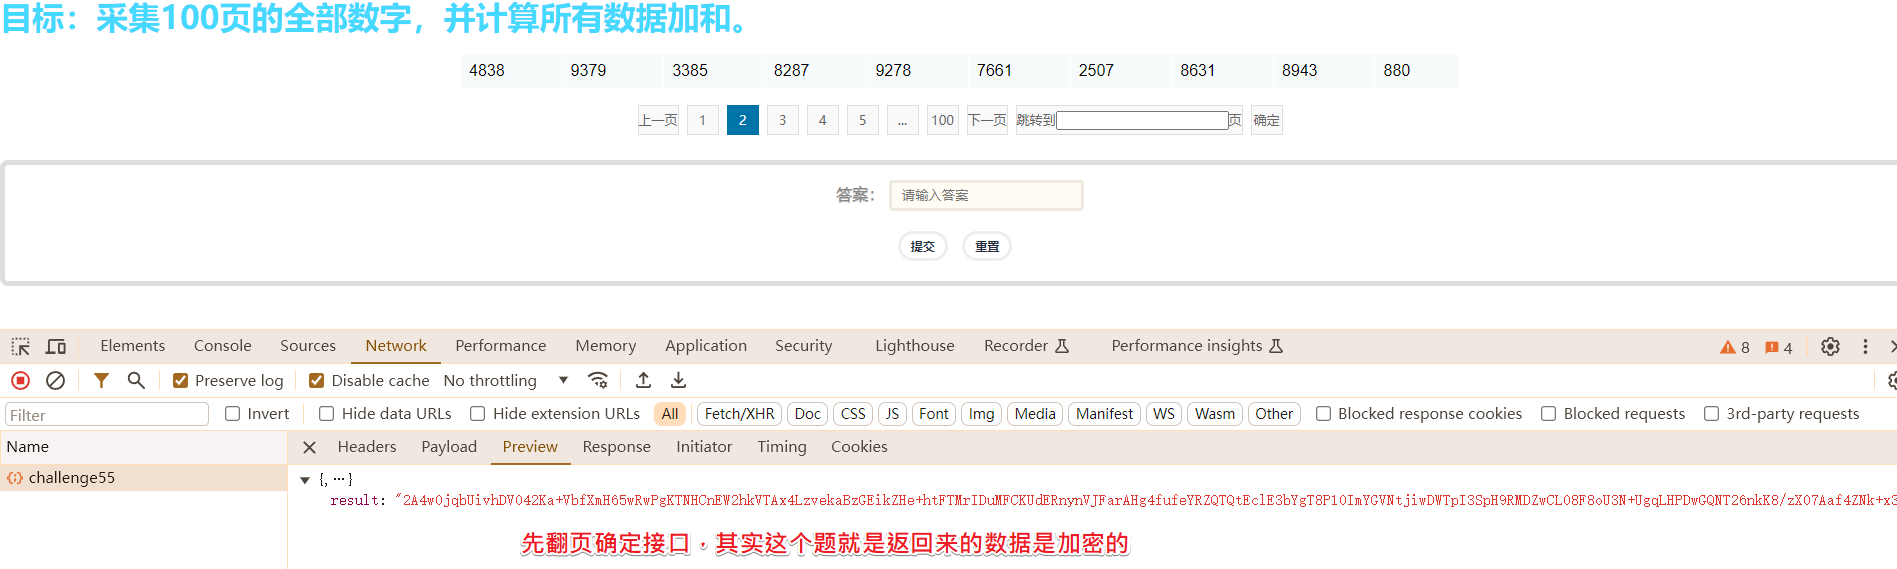 目标：采集100页的全部数字，并计算所有数据加和。
4838 9379 3385 8287 9278 7661 2507 8631 8943 880
上一页 1 2 3 4 5 ... 100 下一页 跳转到 页 确定
答案： 请输入答案
提交 重置
Elements Console Sources Network Performance Memory Application Security Lighthouse Recorder Performance insights 8 4
Preserve log Disable cache No throttling
Filter Invert Hide data URLs Hide extension URLs All Fetch/XHR Doc CSS JS Font Img Media Manifest WS Wasm Other Blocked response cookies Blocked requests 3rd-party requests
Name Headers Payload Preview Response Initiator Timing Cookies
challenge55 {,…}
result: "2A4w0jqbUivhDV042Ka+VbfXmH65wRwPgKTNHCnEW2hkVTAx4LzvekaBzGEikZHe+htFTMrIDuMFCKUdERnynVJFarAHg4fufeYRZQTQtEclE3bYgT8P10ImYGVNtjiwDWTpI3SpH9RMDZwCL08F8oU3N+UgqLHPDwGQNT26nkK8/zX07Aaf4ZNk+x3
先翻页确定接口，其实这个题就是返回来的数据是加密的